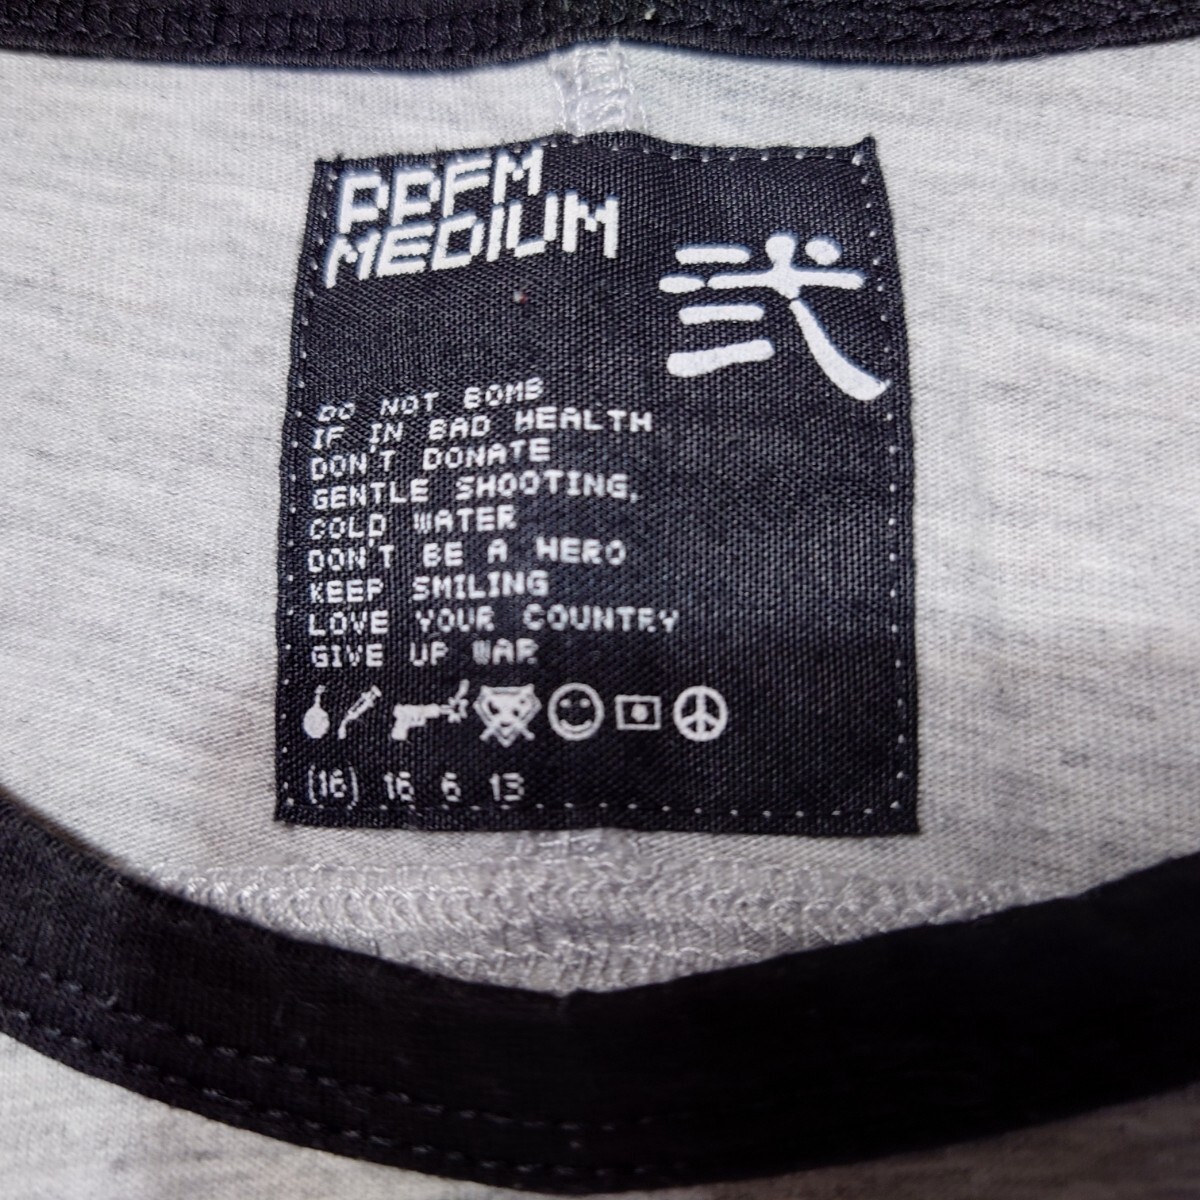 PPFM
MEDIUM
弐
DO NOT BOMB
IF IN BAD HEALTH
DON'T DONATE
GENTLE SHOOTING,
COLD WATER
DON'T BE A HERO
KEEP SMILING
LOVE YOUR COUNTRY
GIVE UP WAR
(16) 16 6 13